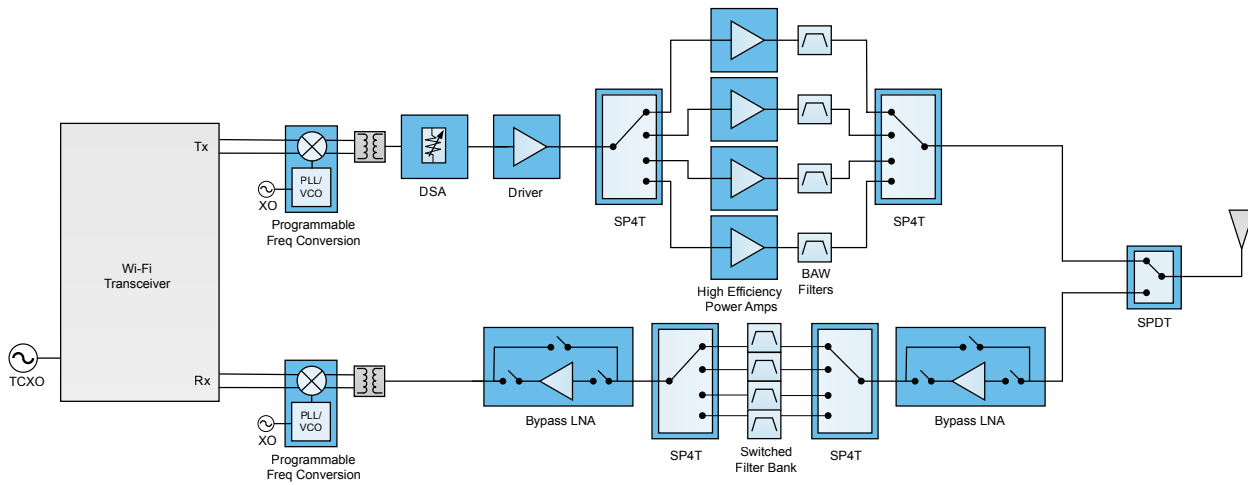 Tx
PLL/
VCO
XO
Programmable
Freq Conversion
DSA
Driver
SP4T
High Efficiency
Power Amps
BAW
Filters
SP4T
Wi-Fi
Transceiver
SPDT
TCXO
Rx
PLL/
VCO
XO
Programmable
Freq Conversion
Bypass LNA
SP4T
Switched
Filter Bank
SP4T
Bypass LNA